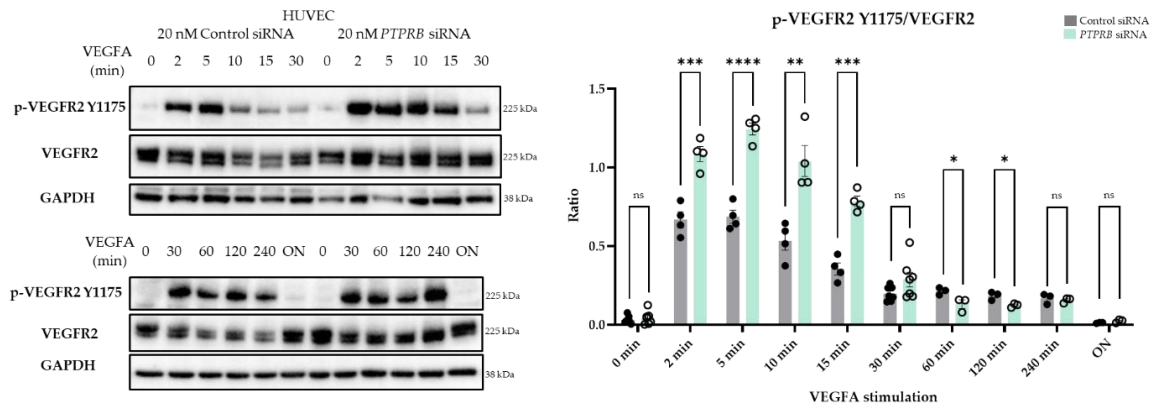 HUVEC
20 nM Control siRNA 20 nM PTPRB siRNA
VEGFA
(min)
0 2 5 10 15 30 0 2 5 10 15 30
p-VEGFR2 Y1175
225 kDa
VEGFR2
225 kDa
GAPDH
38 kDa
VEGFA
(min)
0 30 60 120 240 ON 0 30 60 120 240 ON
p-VEGFR2 Y1175
225 kDa
VEGFR2
225 kDa
GAPDH
38 kDa
p-VEGFR2 Y1175/VEGFR2
Control siRNA
PTPRB siRNA
*** **** ** ***
ns ns * * ns ns
Ratio
1.5
1.0
0.5
0.0
0 min 2 min 5 min 10 min 15 min 30 min 60 min 120 min 240 min ON
VEGFA stimulation